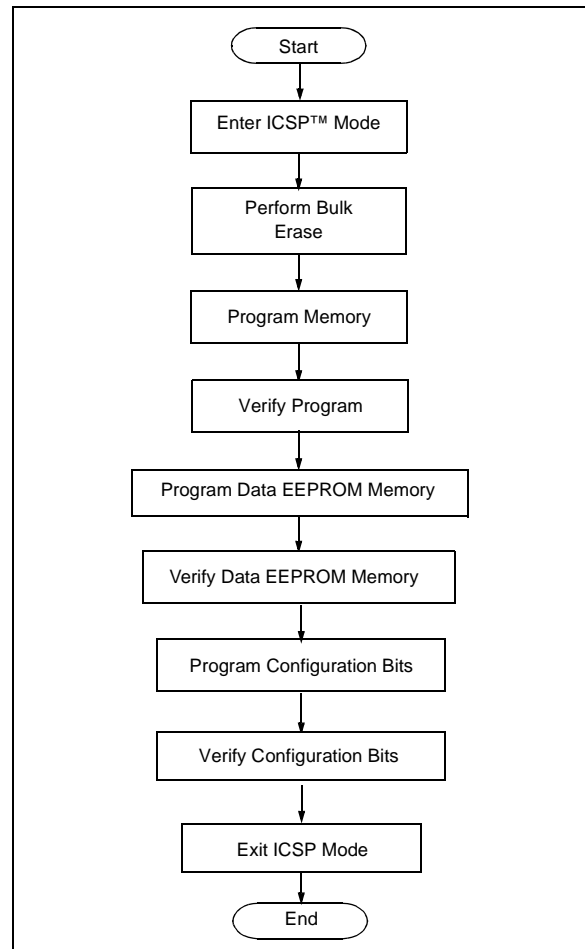 Start
Enter ICSP™ Mode
Perform Bulk
Erase
Program Memory
Verify Program
Program Data EEPROM Memory
Verify Data EEPROM Memory
Program Configuration Bits
Verify Configuration Bits
Exit ICSP Mode
End